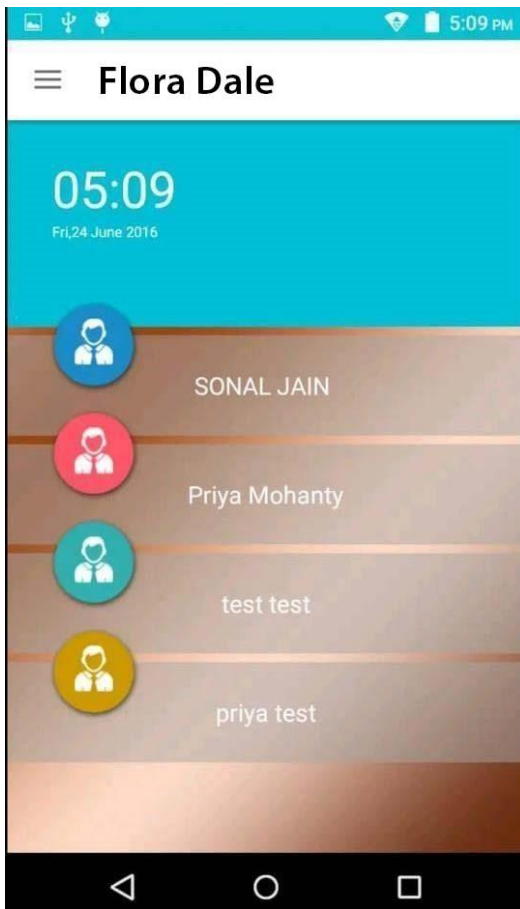 5:09 PM
Flora Dale
05:09
Fri,24 June 2016
SONAL JAIN
Priya Mohanty
test test
priya test